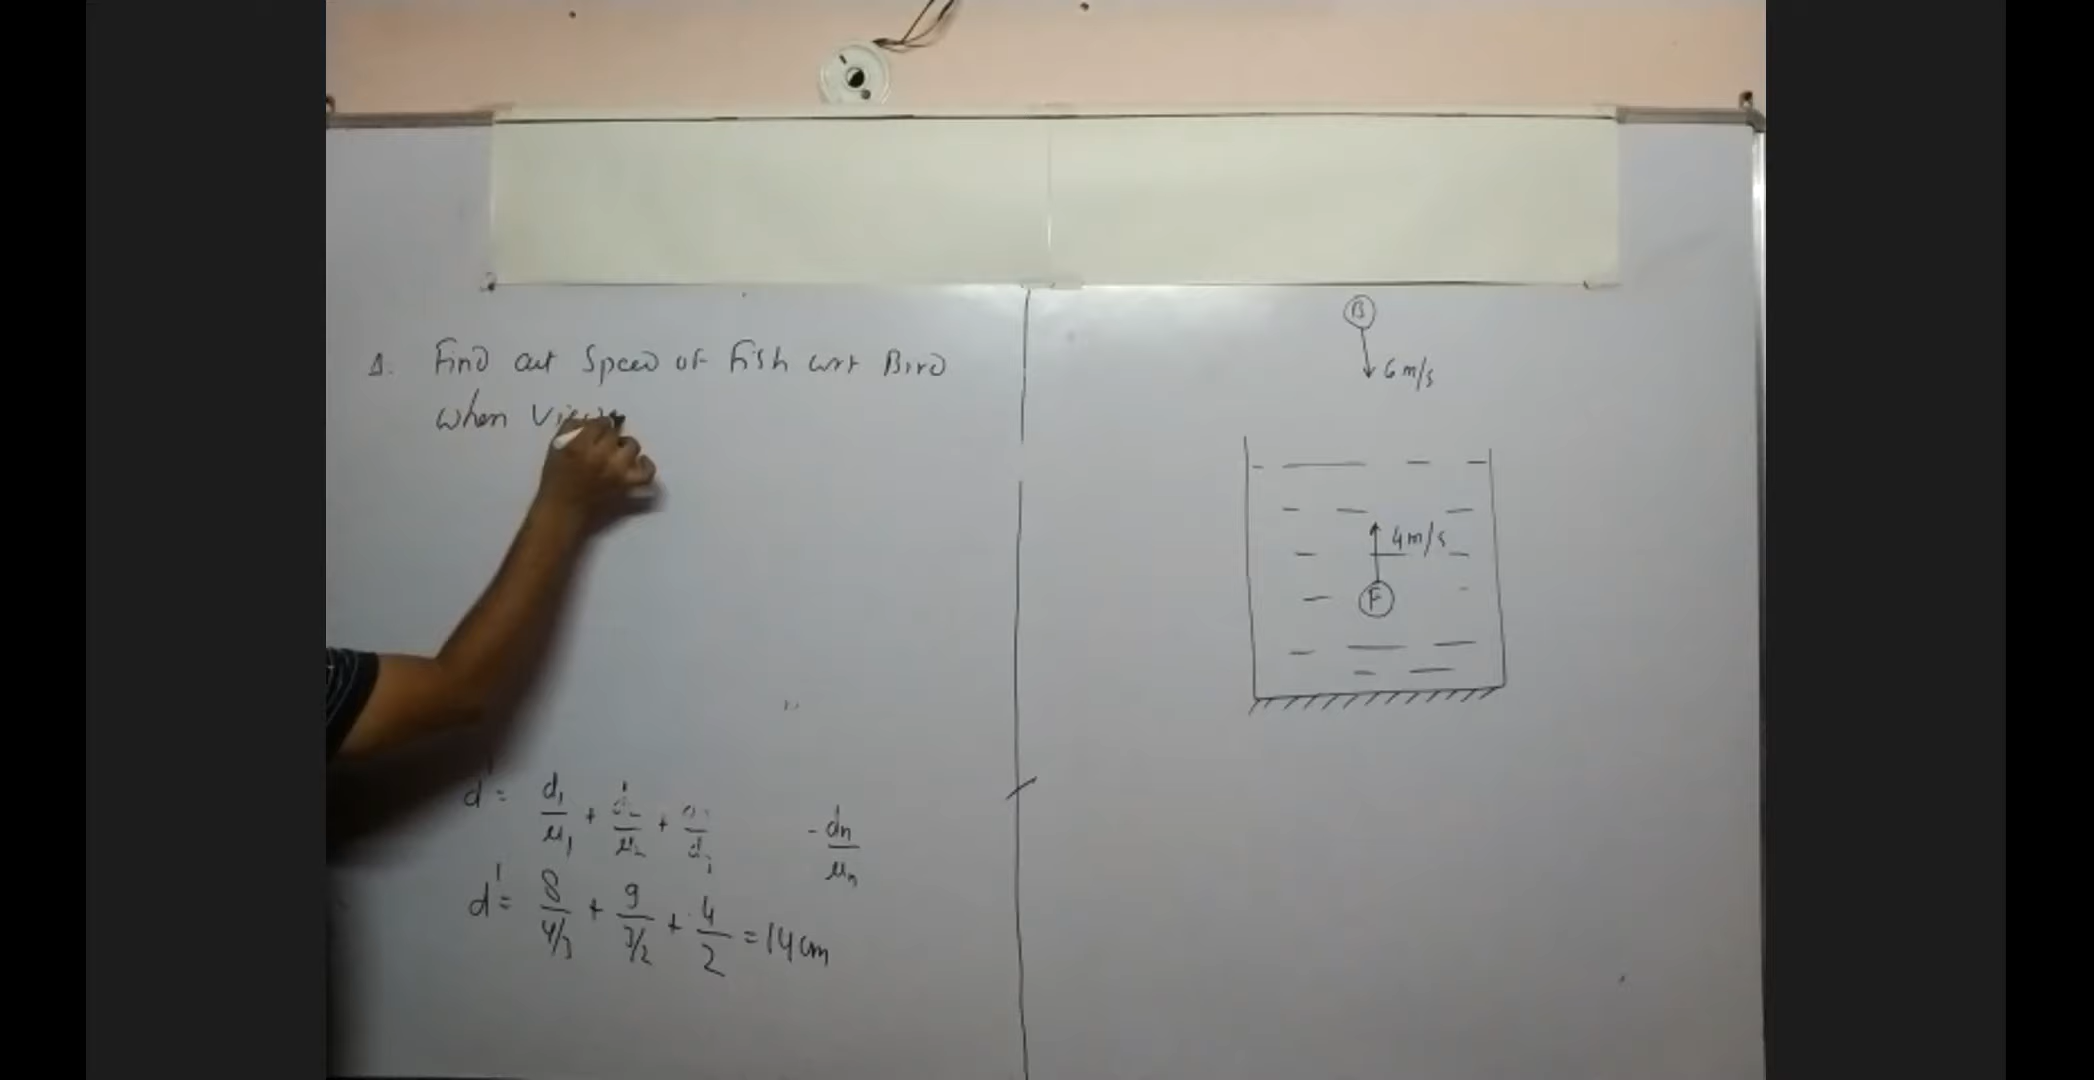 1. Find out Speed of Fish wrt Bird
when View
d' = d₁/μ₁ + d₂/μ₂ + - dn/μn
d' = 8/4/3 + 9/3/2 + 4/2 = 14 cm
B
6 m/s
4 m/s
F